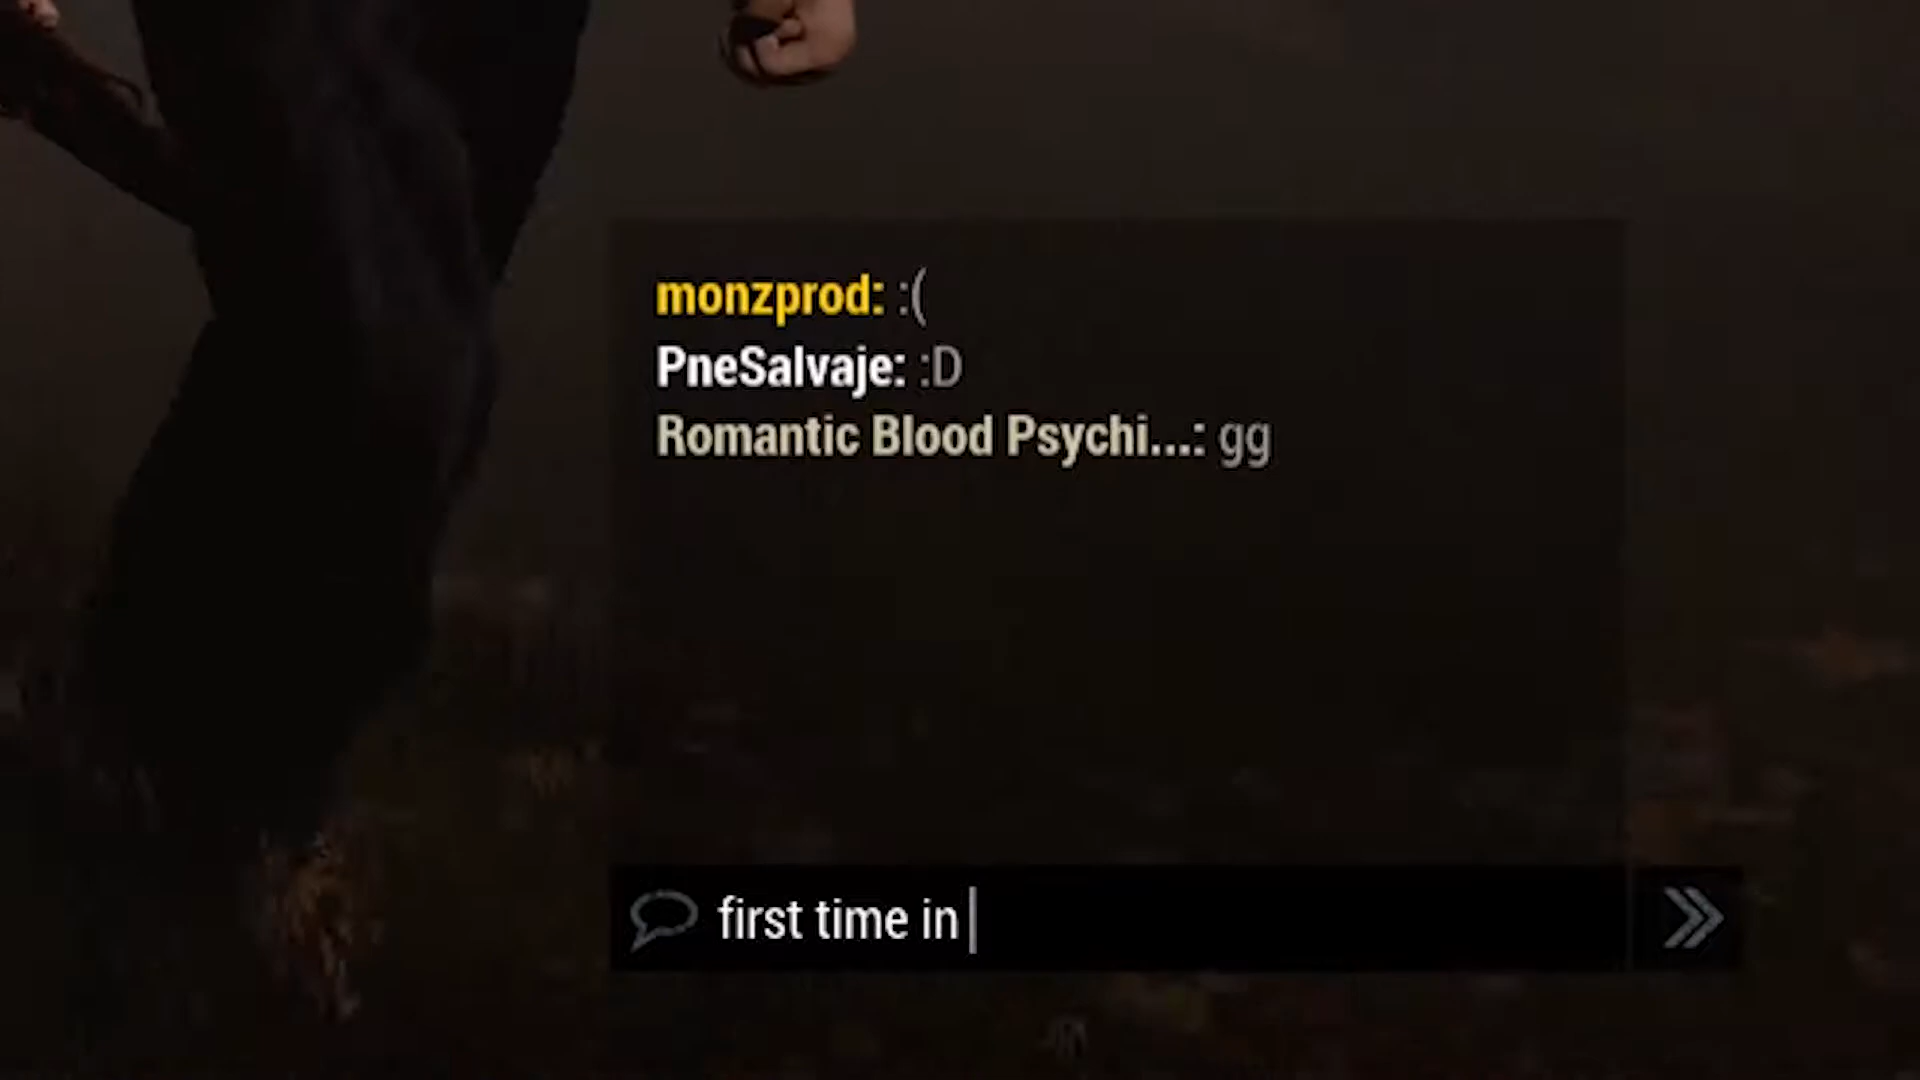 monzprod: :(
PneSalvaje: :D
Romantic Blood Psychi...: gg
first time in